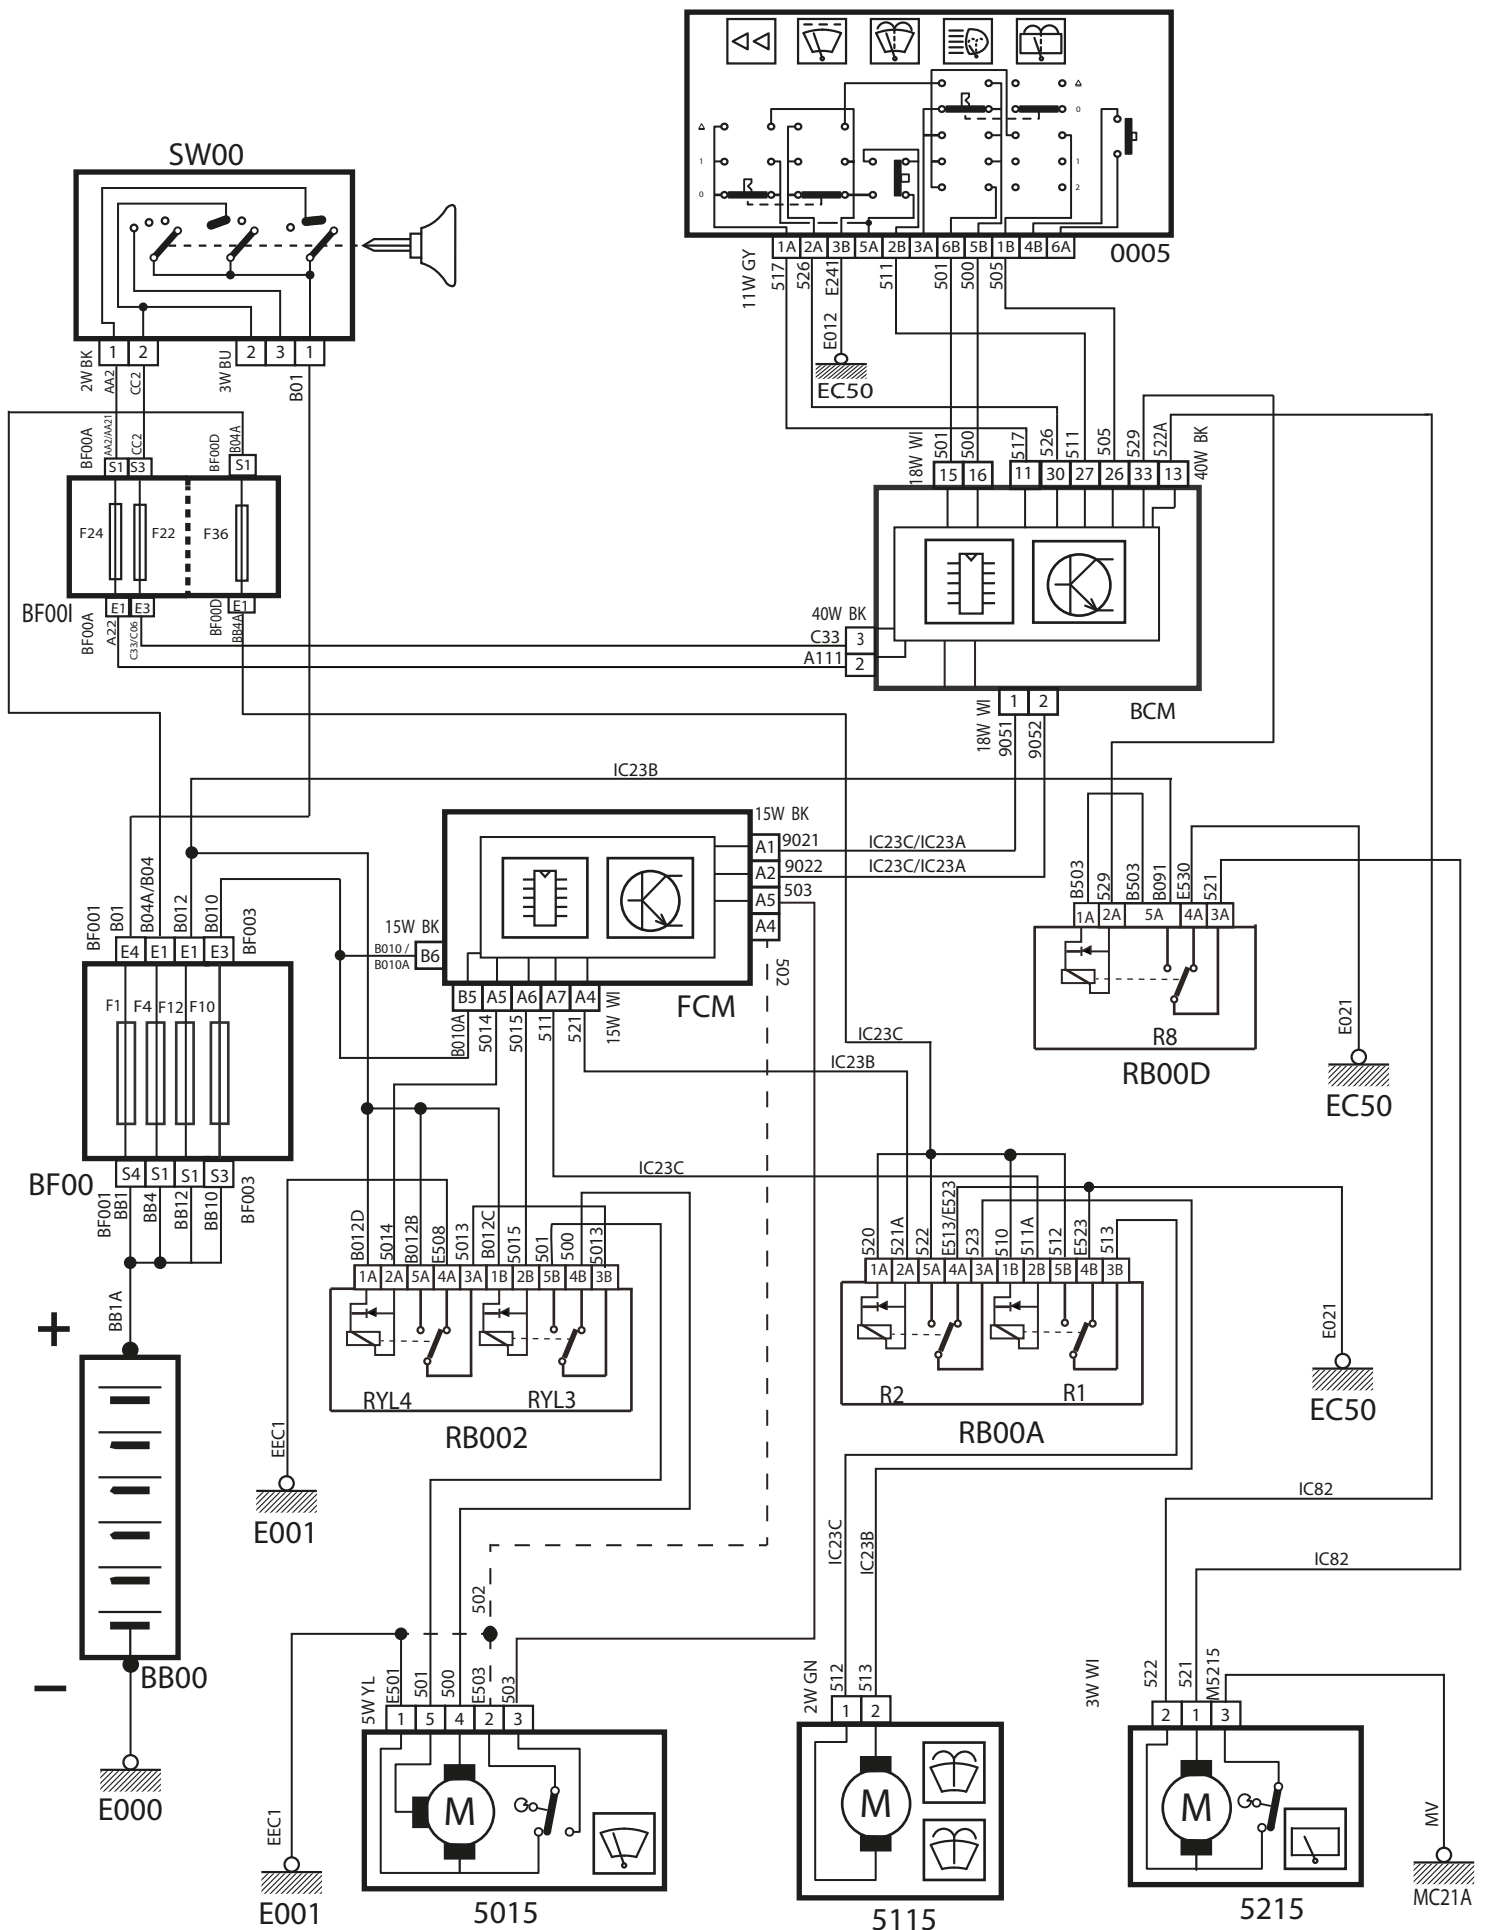 0005
△
0
1
2
△
1
0
1A 2A 3B 5A 2B 3A 6B 5B 1B 4B 6A
11W GY
517
526
E241
511
501
500
505
E012
EC50
SW00
1 2
2 3 1
2W BK
AA2
CC2
3W BU
B01
BF00A
AA2/AA21
CC2
BF00D
B04A
S1 S3
S1
F24
F22
F36
E1 E3
E1
BF00I
BF00A
A22
C33/C06
BF00D
BB4A
18W WI
501
500
517
526
511
505
529
522A
40W BK
15 16
11 30 27 26 33 13
40W BK
C33
3
A111
2
1 2
BCM
18W WI
9051
9052
IC23B
15W BK
A1
9021
IC23C/IC23A
A2
9022
IC23C/IC23A
A5
503
A4
502
15W BK
B010 /
B010A
B6
B5 A5 A6 A7 A4
FCM
B010A
5014
5015
511
521
15W WI
IC23C
IC23B
IC23C
B503
529
B503
B091
E530
521
1A 2A 5A 4A 3A
R8
RB00D
E021
EC50
BF001
B01
B04A/B04
B012
B010
BF003
E4 E1 E1 E3
F1 F4 F12 F10
S4 S1 S1 S3
BF00
BF001
BB1
BB4
BB12
BB10
BF003
BB1A
+
−
BB00
E000
B012D
5014
B012B
E508
5013
B012C
5015
501
500
5013
1A 2A 5A 4A 3A 1B 2B 5B 4B 3B
RYL4
RYL3
RB002
EEC1
E001
520
521A
522
E513/E523
523
510
511A
512
E523
513
1A 2A 5A 4A 3A 1B 2B 5B 4B 3B
R2
R1
RB00A
E021
EC50
IC23C
IC23B
IC82
IC82
502
5W YL
E501
501
500
E503
503
1 5 4 2 3
M
5015
EEC1
E001
2W GN
512
513
1 2
M
5115
3W WI
522
521
M5215
2 1 3
M
5215
MV
MC21A